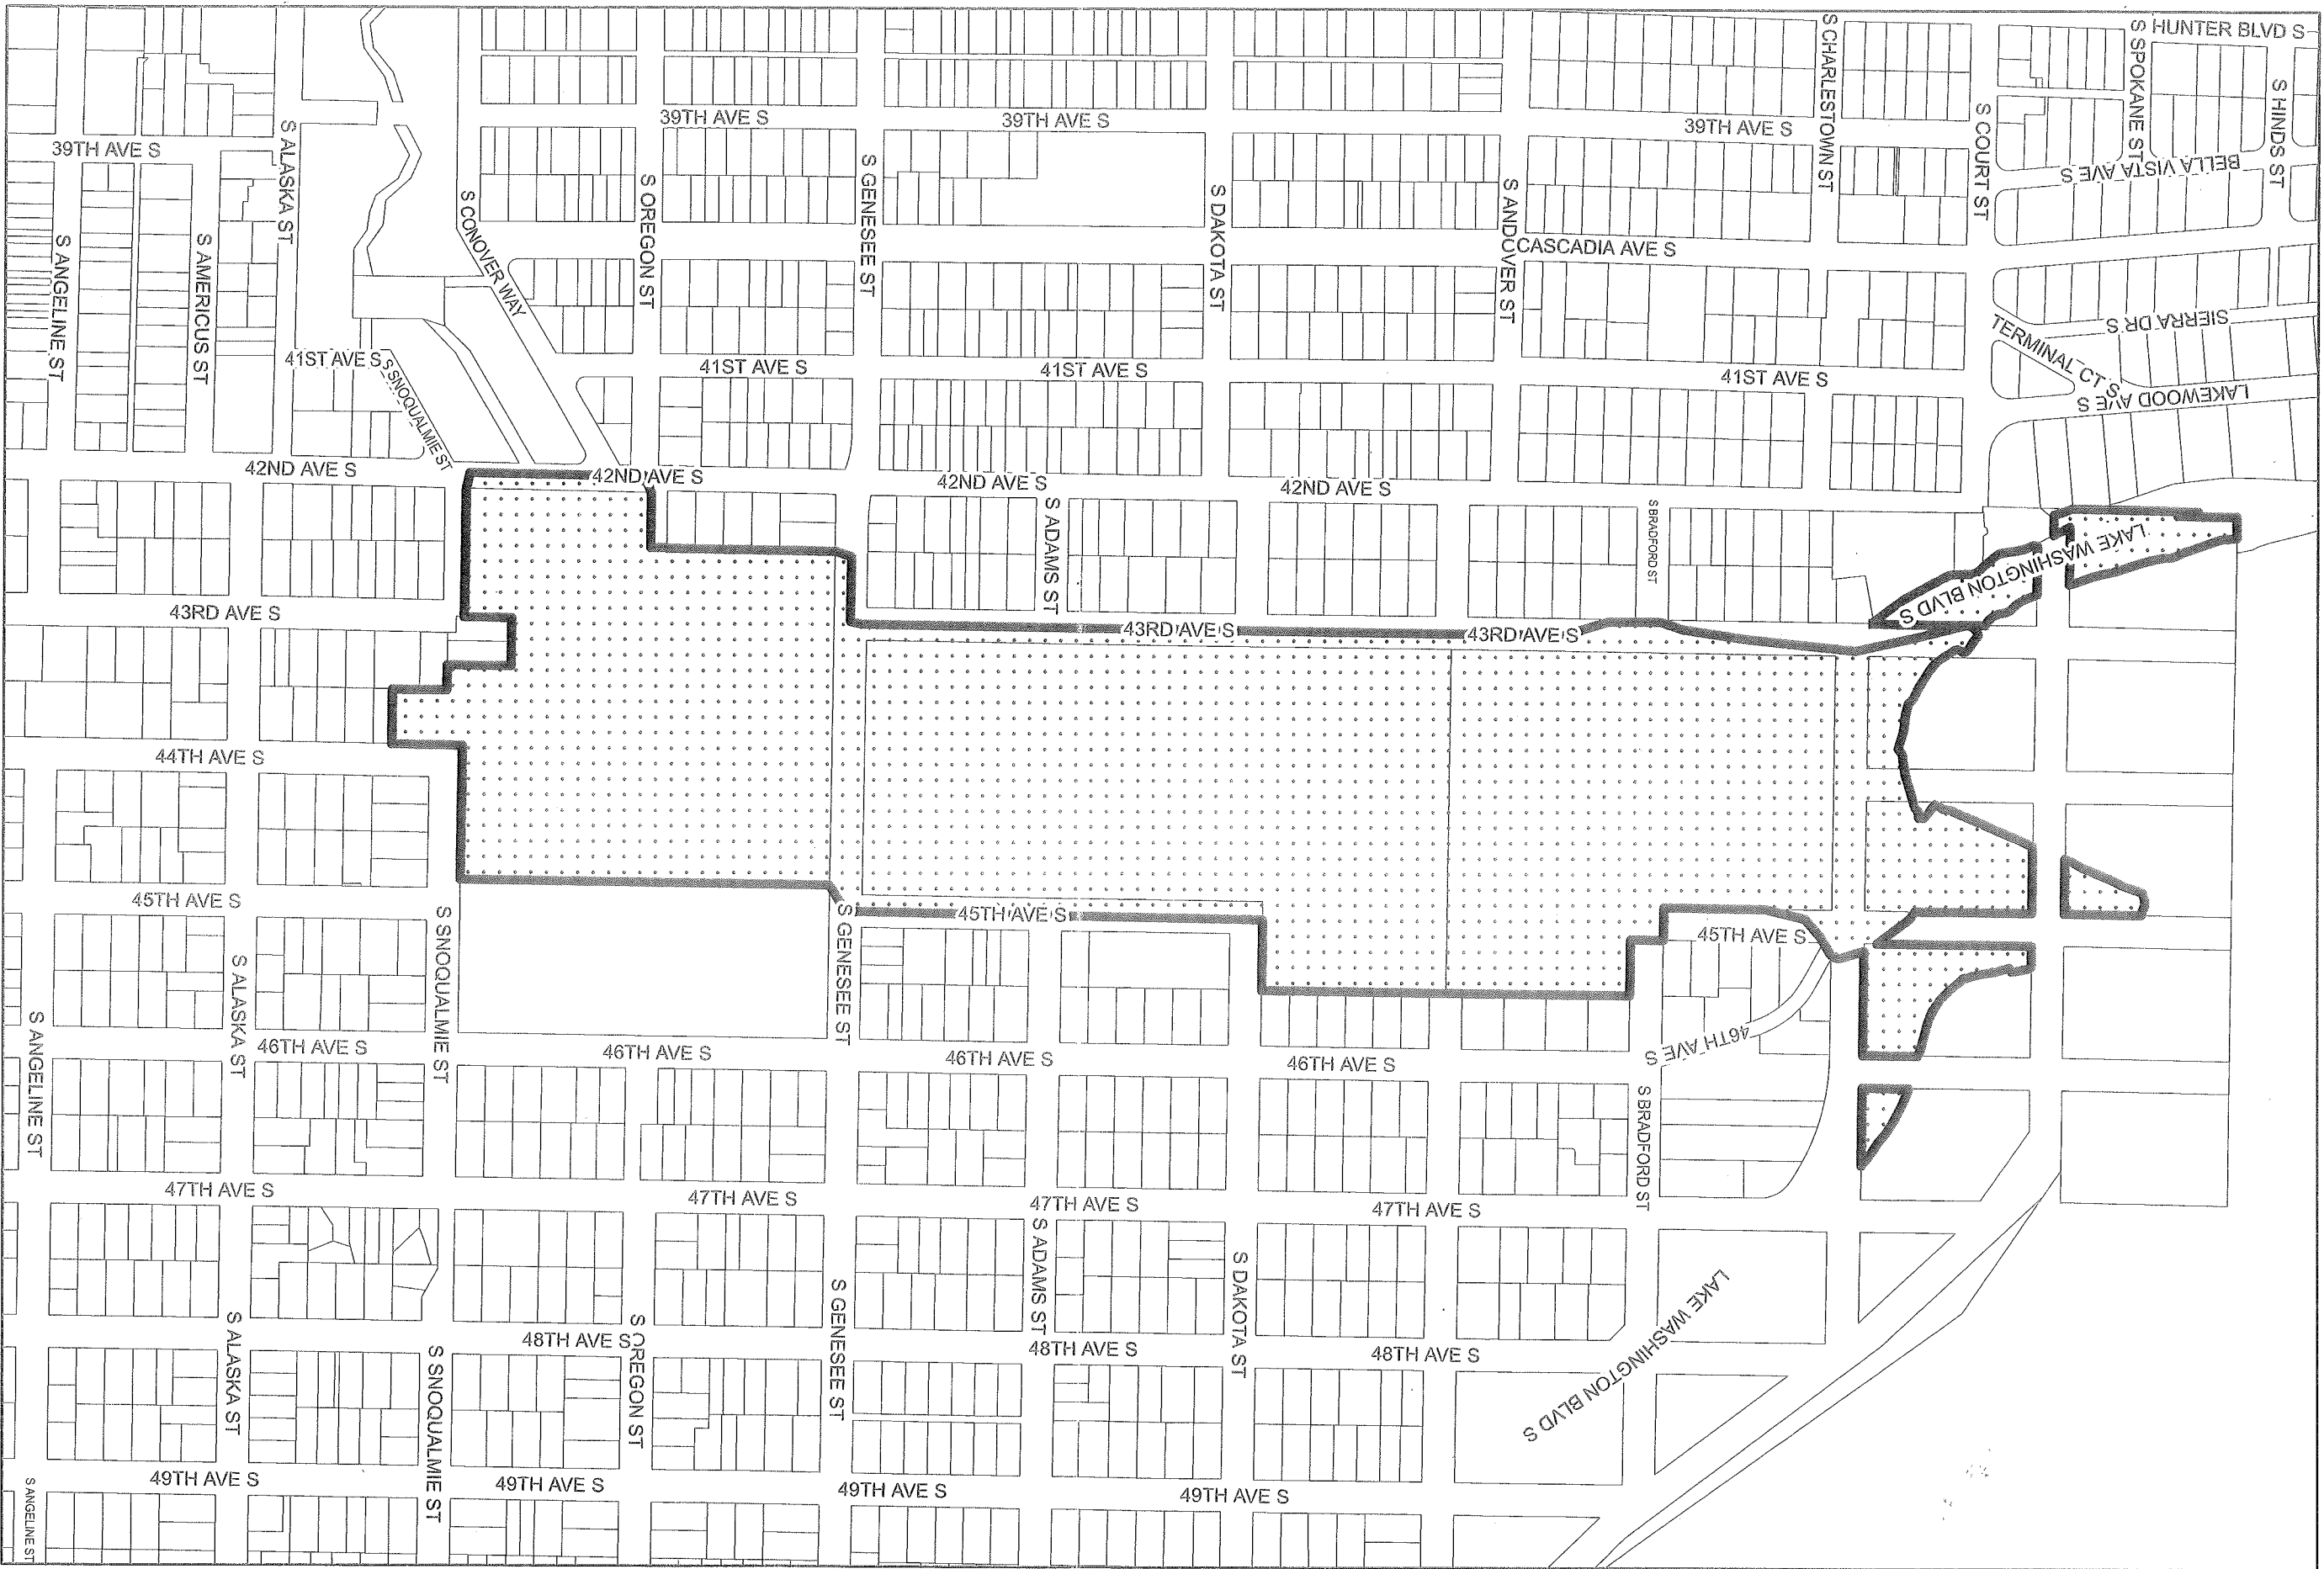 HUNTER BLVD S
S CHARLESTOWN ST
S SPOKANE ST
S HINDS ST
S COURT ST
39TH AVE S
39TH AVE S
39TH AVE S
39TH AVE S
S ALASKA ST
S GENESEE ST
BELLA VISTA AVE S
S OREGON ST
S DAKOTA ST
S ANDOVER ST
S CONOVER WAY
S ANGELINE ST
S AMERICUS ST
CASCADIA AVE S
SIERRA DR S
TERMINAL CT S
41ST AVE S
S SNOQUALMIE ST
41ST AVE S
41ST AVE S
41ST AVE S
LAKEWOOD AVE S
42ND AVE S
42ND AVE S
42ND AVE S
42ND AVE S
S ADAMS ST
S BRADFORD ST
LAKE WASHINGTON BLVD S
43RD AVE S
43RD AVE S
43RD AVE S
44TH AVE S
45TH AVE S
45TH AVE S
45TH AVE S
S SNOQUALMIE ST
S GENESEE ST
S ALASKA ST
S ANGELINE ST
46TH AVE S
46TH AVE S
46TH AVE S
46TH AVE S
46TH AVE S
S BRADFORD ST
47TH AVE S
47TH AVE S
47TH AVE S
47TH AVE S
S ADAMS ST
S DAKOTA ST
S GENESEE ST
LAKE WASHINGTON BLVD S
S ALASKA ST
S OREGON ST
48TH AVE S
48TH AVE S
48TH AVE S
S SNOQUALMIE ST
49TH AVE S
49TH AVE S
49TH AVE S
49TH AVE S
S ANGELINE ST